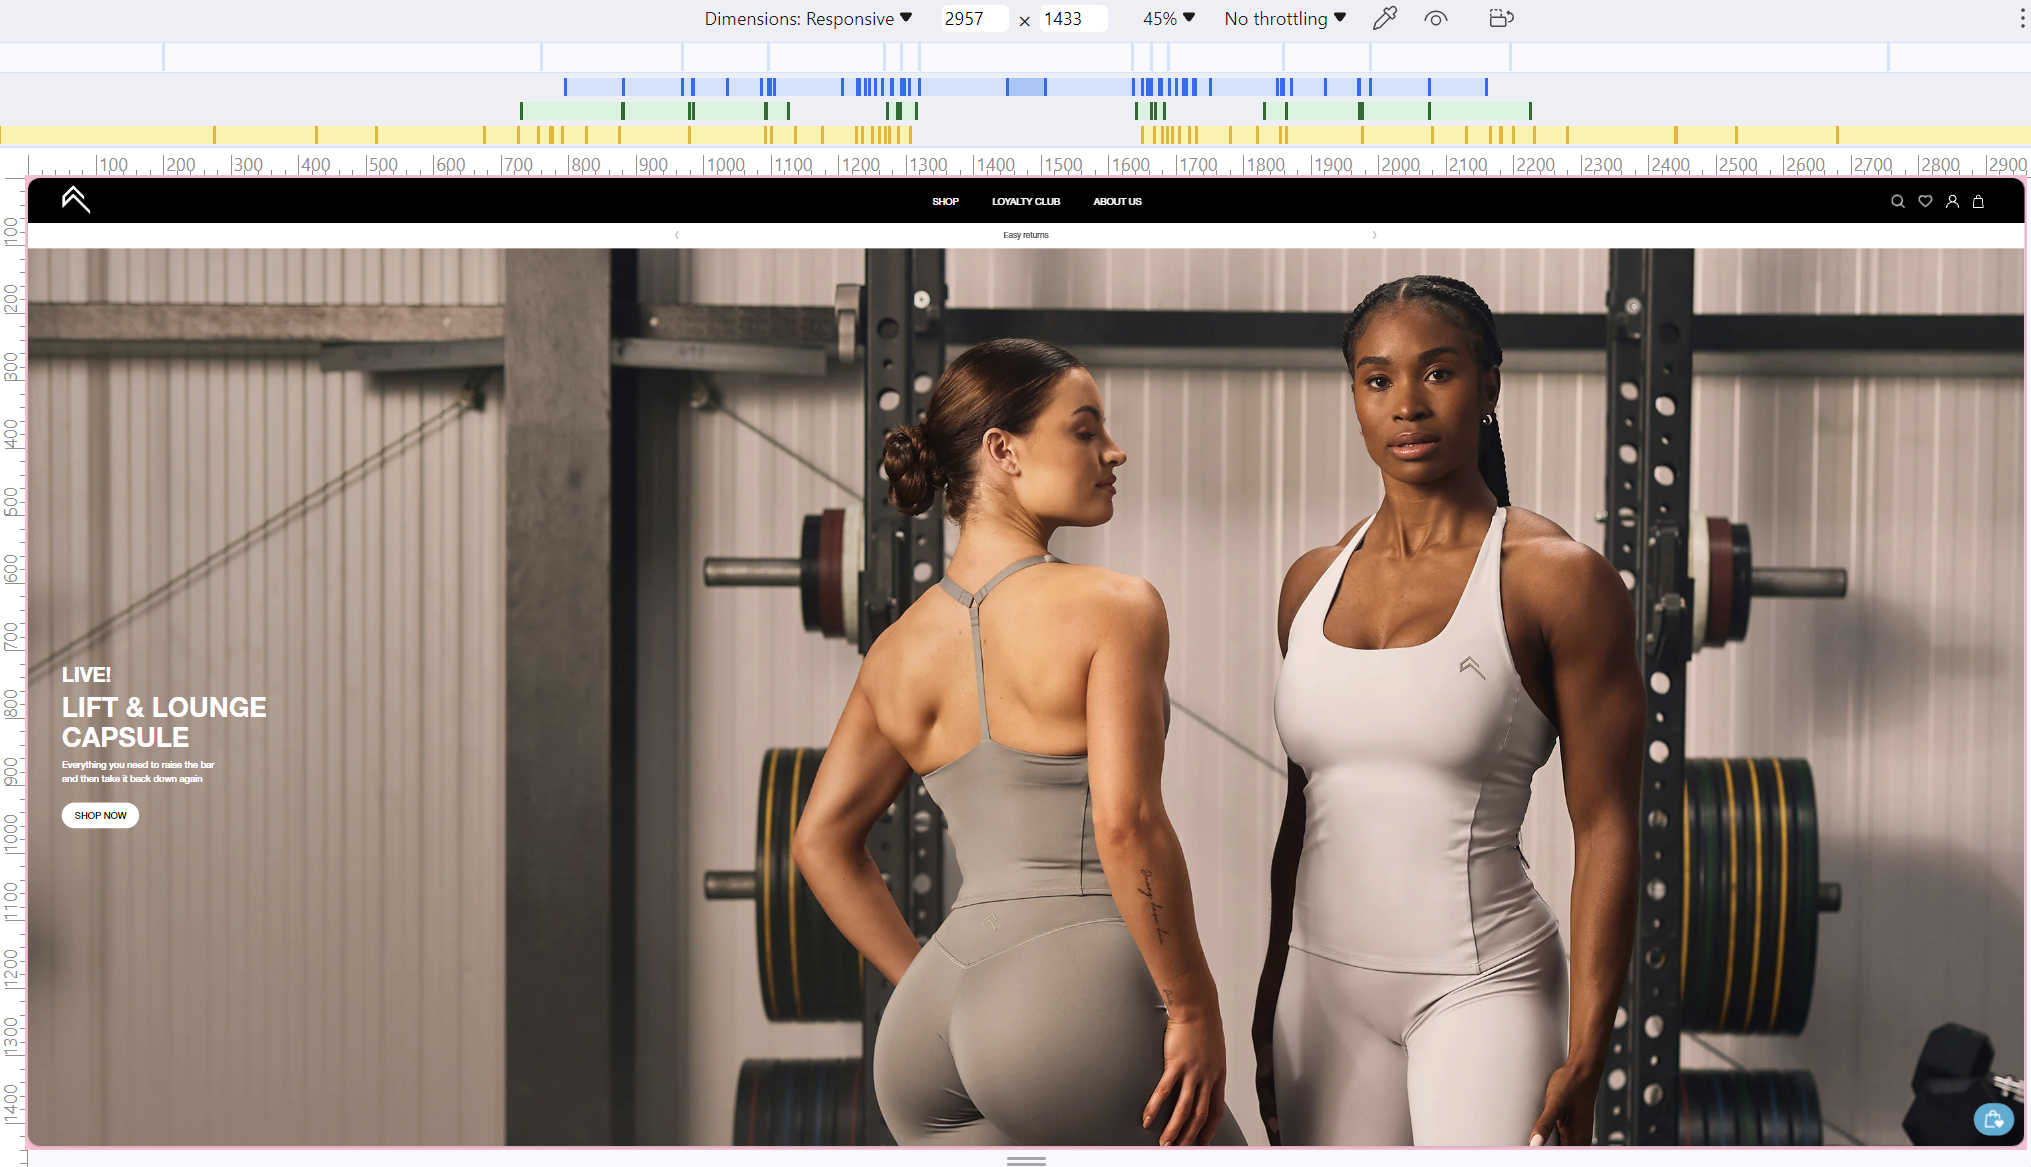 Dimensions: Responsive
2957 × 1433
45%
No throttling
100 200 300 400 500 600 700 800 900 1000 1100 1200 1300 1400 1500 1600 1700 1800 1900 2000 2100 2200 2300 2400 2500 2600 2700 2800 2900
SHOP
LOYALTY CLUB
ABOUT US
Easy returns
100
200
300
400
500
600
700
800
900
1000
1100
1200
1300
1400
LIVE!
LIFT & LOUNGE
CAPSULE
Everything you need to raise the bar
and then take it back down again
SHOP NOW